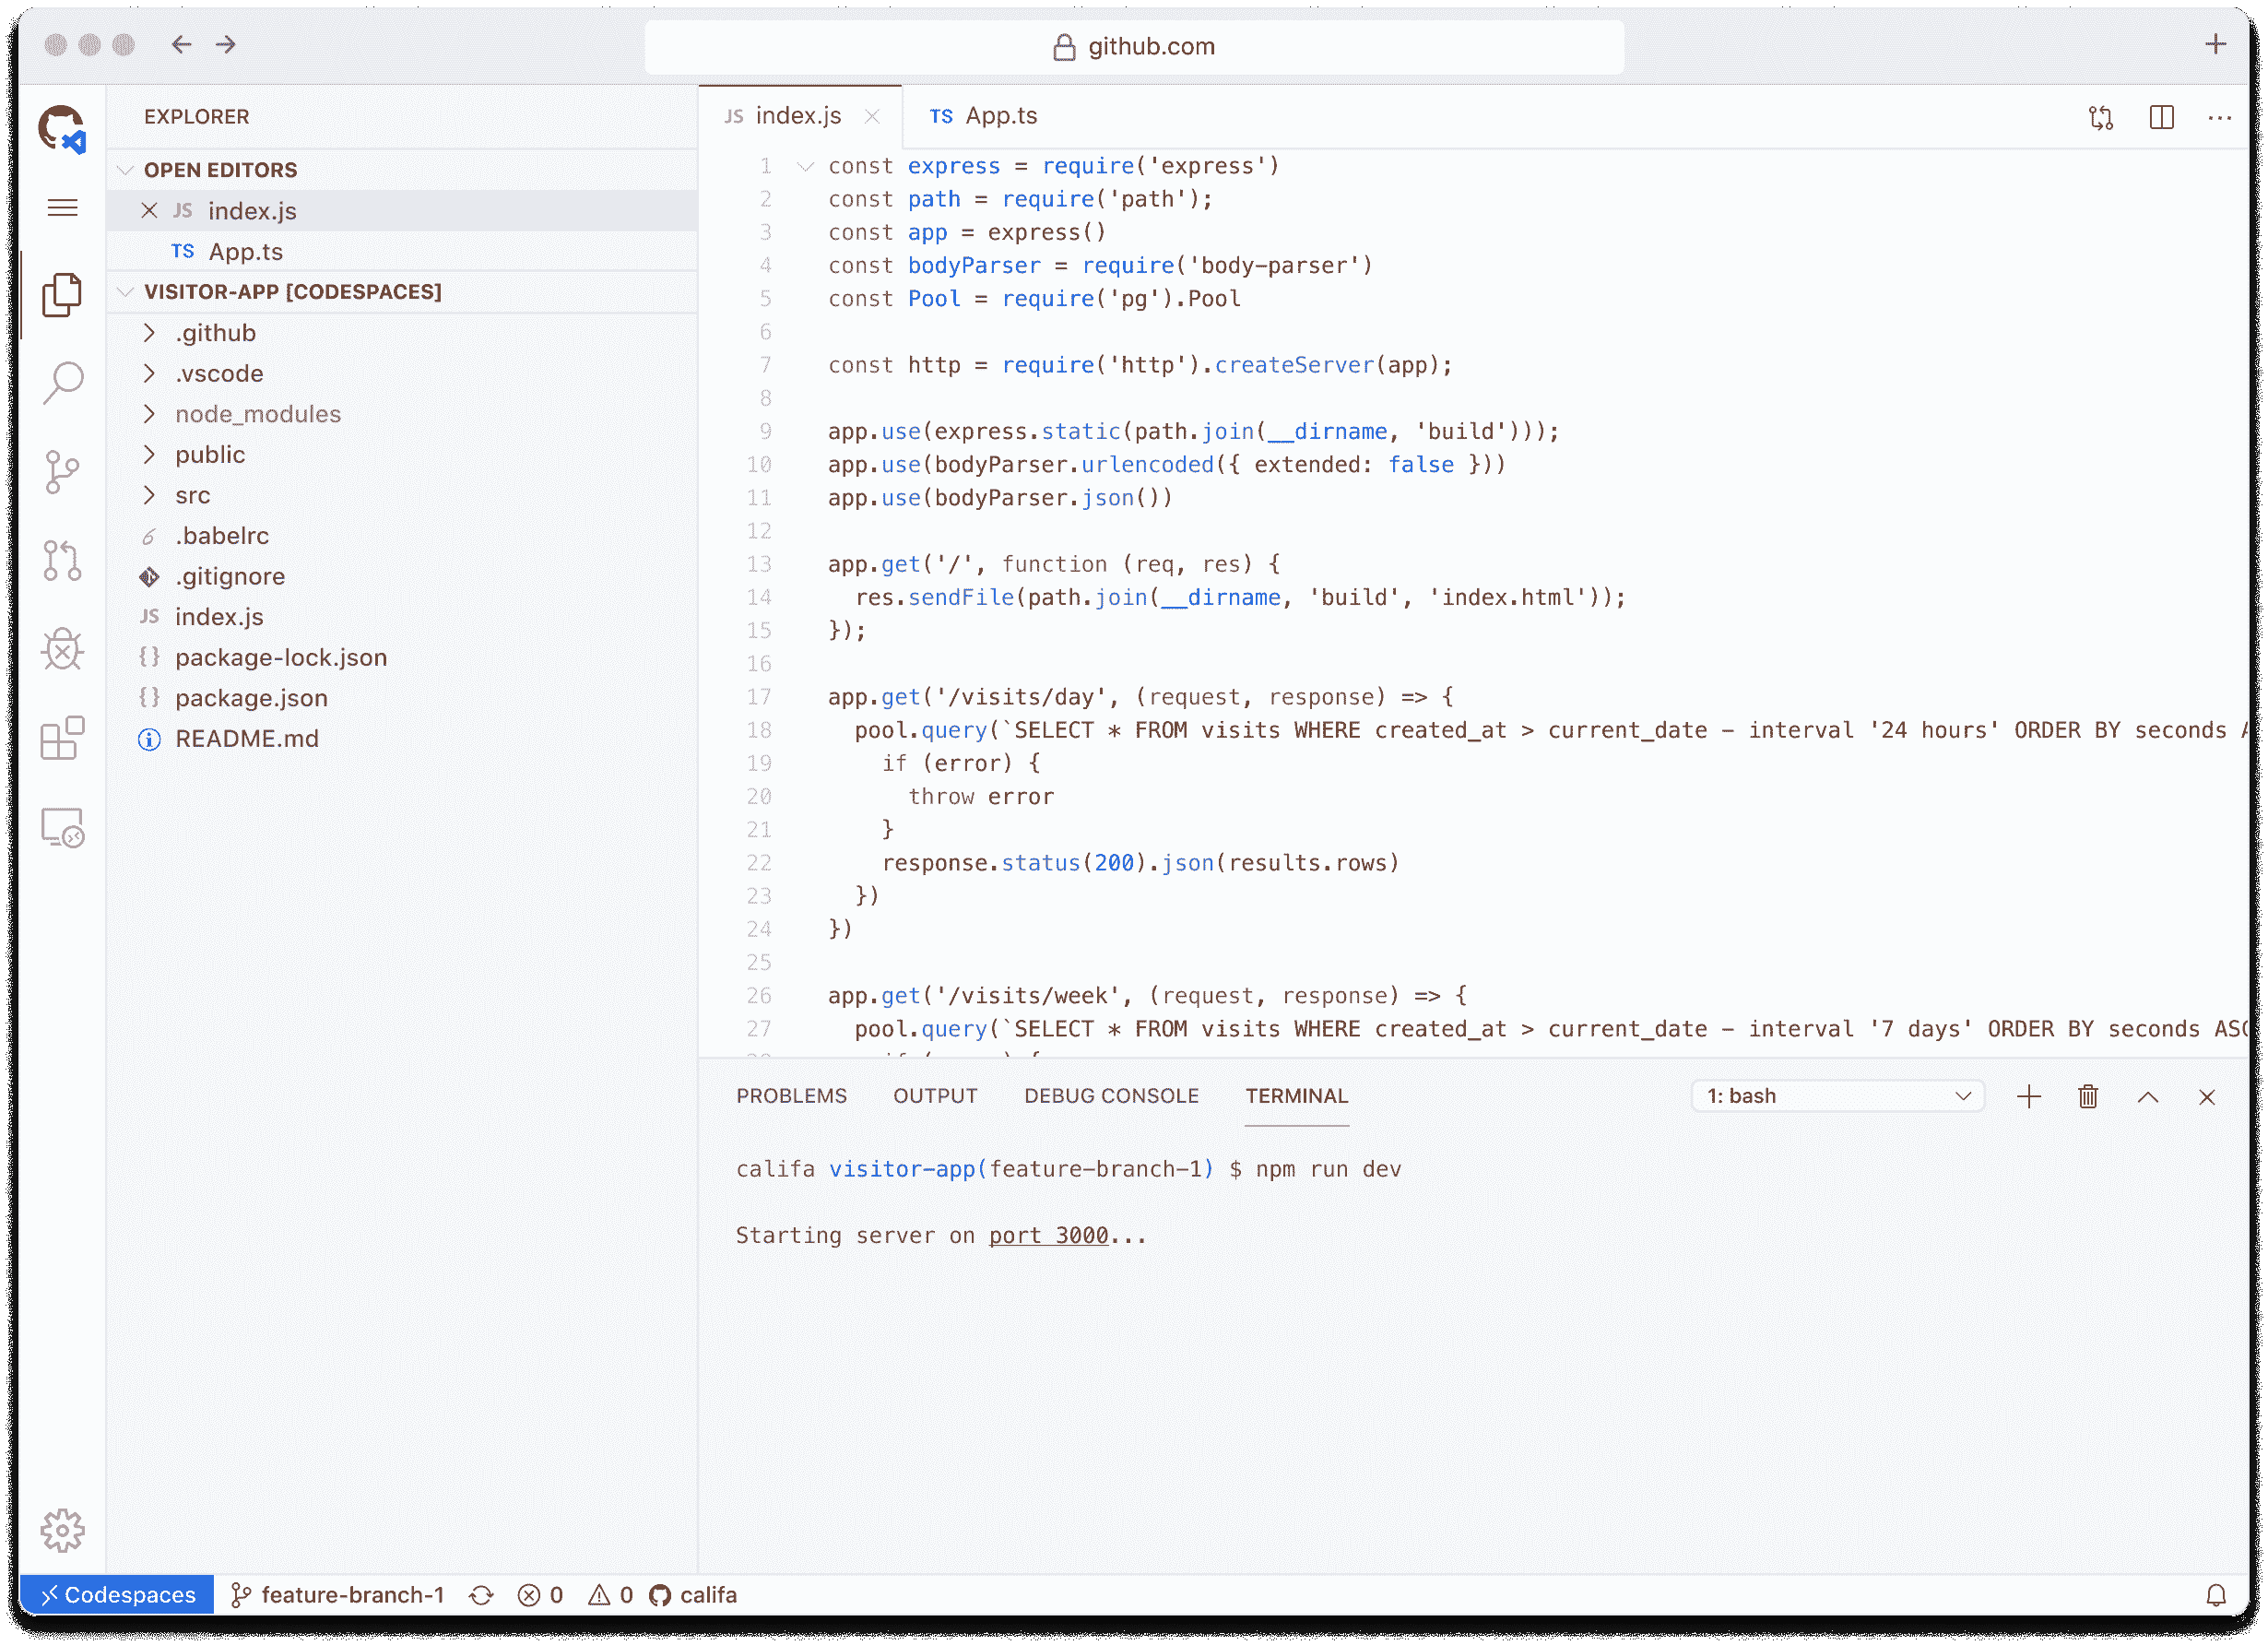 github.com
EXPLORER
OPEN EDITORS
JS index.js
TS App.ts
VISITOR-APP [CODESPACES]
.github
.vscode
node_modules
public
src
.babelrc
.gitignore
JS index.js
{} package-lock.json
{} package.json
README.md
JS index.js
TS App.ts
1 const express = require('express')
2 const path = require('path');
3 const app = express()
4 const bodyParser = require('body-parser')
5 const Pool = require('pg').Pool
6
7 const http = require('http').createServer(app);
8
9 app.use(express.static(path.join(__dirname, 'build')));
10 app.use(bodyParser.urlencoded({ extended: false }))
11 app.use(bodyParser.json())
12
13 app.get('/', function (req, res) {
14 res.sendFile(path.join(__dirname, 'build', 'index.html'));
15 });
16
17 app.get('/visits/day', (request, response) => {
18 pool.query(`SELECT * FROM visits WHERE created_at > current_date - interval '24 hours' ORDER BY seconds
19 if (error) {
20 throw error
21 }
22 response.status(200).json(results.rows)
23 })
24 })
25
26 app.get('/visits/week', (request, response) => {
27 pool.query(`SELECT * FROM visits WHERE created_at > current_date - interval '7 days' ORDER BY seconds ASC
PROBLEMS OUTPUT DEBUG CONSOLE TERMINAL 1: bash
califa visitor-app(feature-branch-1) $ npm run dev
Starting server on port 3000...
Codespaces feature-branch-1 0 0 califa